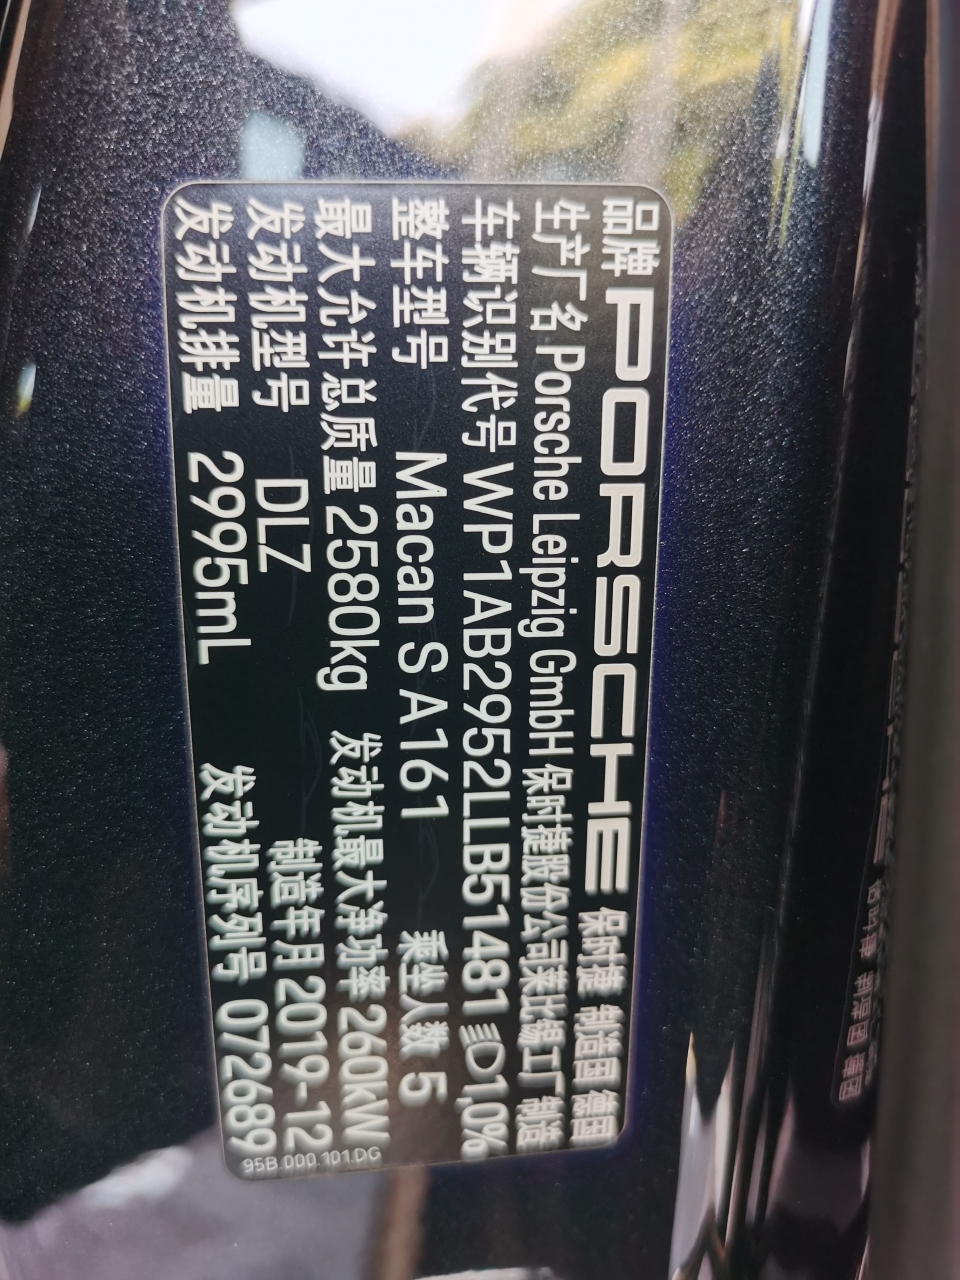 品牌 PORSCHE 保时捷 制造国 德国
生产厂名 Porsche Leipzig GmbH 保时捷股份公司莱比锡工厂 制造
车辆识别代号 WP1AB2952LLB51481 1,0%
整车型号 Macan S A161 乘坐人数 5
最大允许总质量 2580kg 发动机最大净功率 260kW
发动机型号 DLZ 制造年月 2019-12
发动机排量 2995mL 发动机序列号 072689
95B.000.101.DG